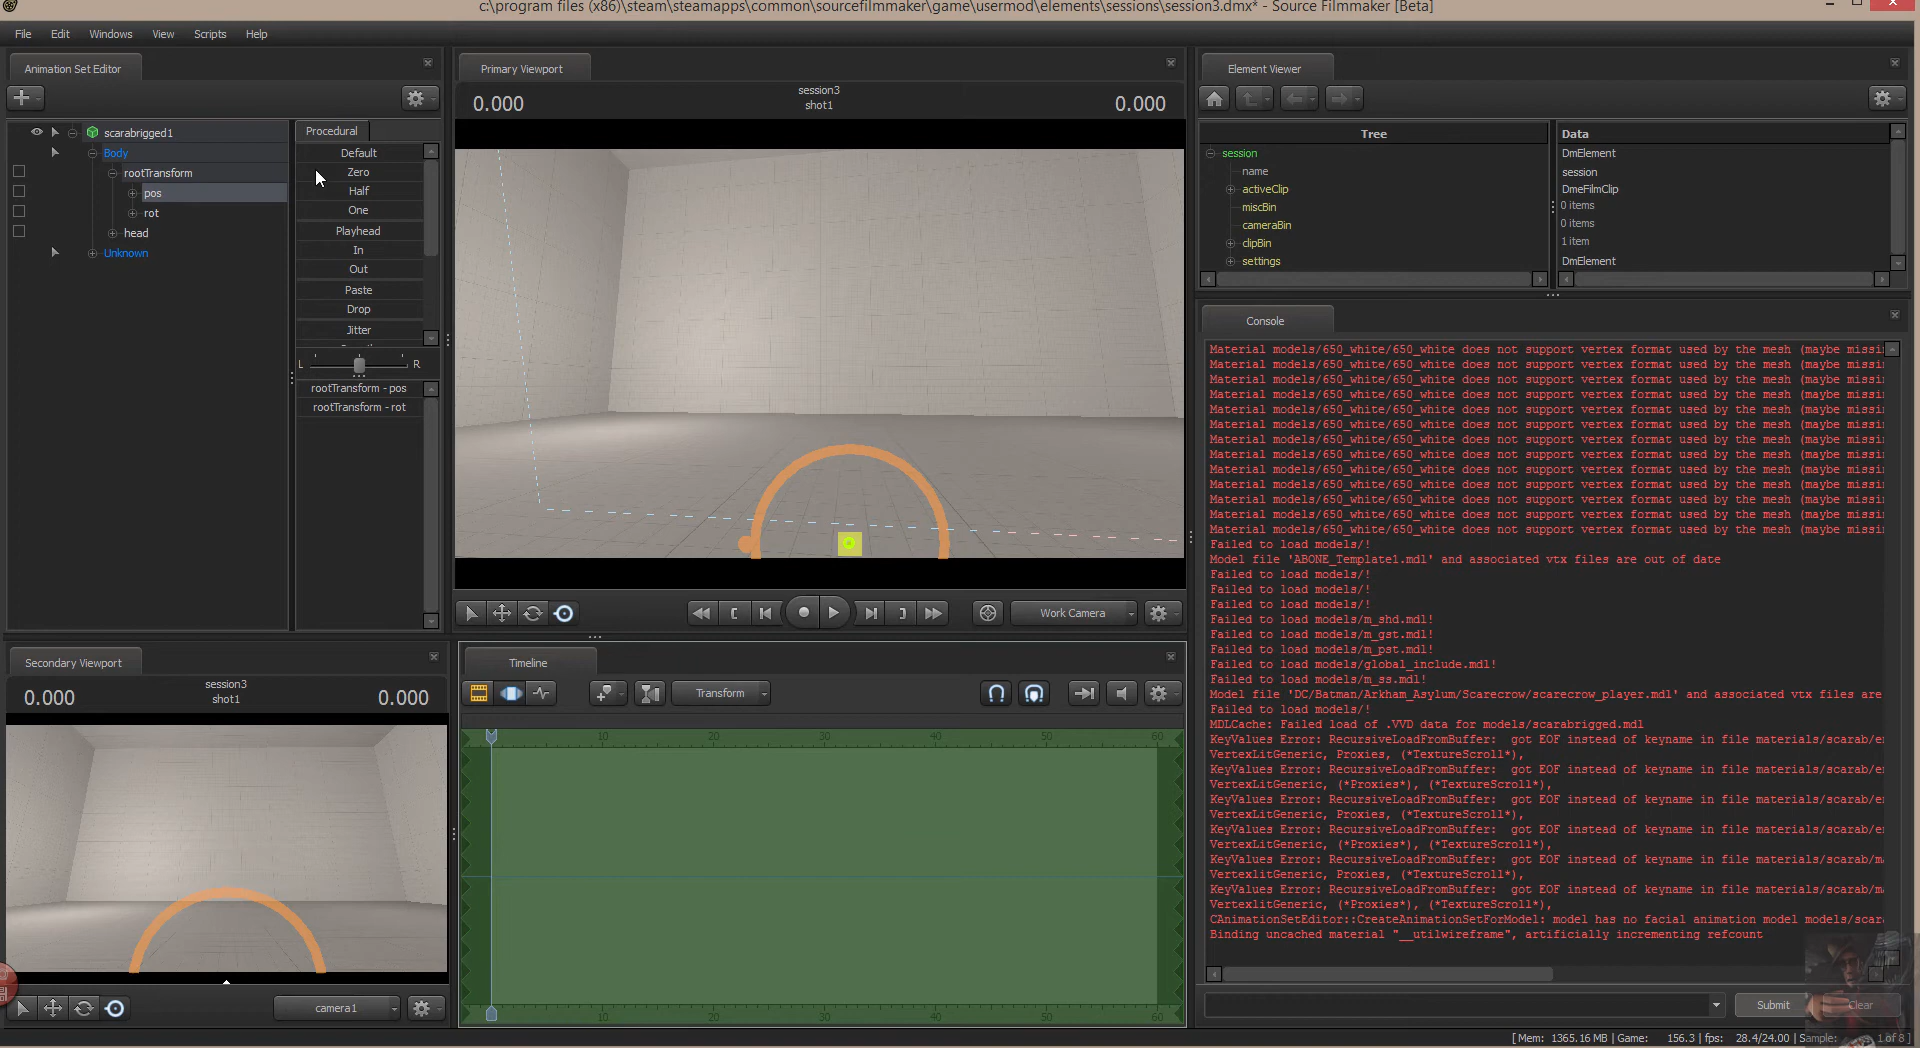 c:\program files (x86)\steam\steamapps\common\sourcefilmmaker\game\usermod\elements\sessions\session3.dmx* - Source Filmmaker [Beta]
File Edit Windows View Scripts Help
Animation Set Editor
scarabrigged1
Body
rootTransform
pos
rot
head
Unknown
Procedural
Default
Zero
Half
One
Playhead
In
Out
Paste
Drop
Jitter
L R
rootTransform - pos
rootTransform - rot
Primary Viewport
0.000 session3 0.000
shot1
Work Camera
Element Viewer
Tree Data
session DmElement
name session
activeClip DmeFilmClip
miscBin 0 items
cameraBin 0 items
clipBin 1 item
settings DmElement
Console
Material models/650_white/650_white does not support vertex format used by the mesh (maybe missi
Material models/650_white/650_white does not support vertex format used by the mesh (maybe missi
Material models/650_white/650_white does not support vertex format used by the mesh (maybe missi
Material models/650_white/650_white does not support vertex format used by the mesh (maybe missi
Material models/650_white/650_white does not support vertex format used by the mesh (maybe missi
Material models/650_white/650_white does not support vertex format used by the mesh (maybe missi
Material models/650_white/650_white does not support vertex format used by the mesh (maybe missi
Material models/650_white/650_white does not support vertex format used by the mesh (maybe missi
Material models/650_white/650_white does not support vertex format used by the mesh (maybe missi
Material models/650_white/650_white does not support vertex format used by the mesh (maybe missi
Material models/650_white/650_white does not support vertex format used by the mesh (maybe missi
Material models/650_white/650_white does not support vertex format used by the mesh (maybe missi
Material models/650_white/650_white does not support vertex format used by the mesh (maybe missi
Failed to load models/!
Model file 'ABONE_Template1.mdl' and associated vtx files are out of date
Failed to load models/!
Failed to load models/!
Failed to load models/!
Failed to load models/m_shd.mdl!
Failed to load models/m_gst.mdl!
Failed to load models/m_pst.mdl!
Failed to load models/global_include.mdl!
Failed to load models/m_ss.mdl!
Model file 'DC/Batman/Arkham_Asylum/Scarecrow/scarecrow_player.mdl' and associated vtx files are
Failed to load models/!
MDLCache: Failed load of .VVD data for models/scarabrigged.mdl
KeyValues Error: RecursiveLoadFromBuffer: got EOF instead of keyname in file materials/scarab/e
VertexLitGeneric, Proxies, (*TextureScroll*),
KeyValues Error: RecursiveLoadFromBuffer: got EOF instead of keyname in file materials/scarab/e
VertexLitGeneric, (*Proxies*), (*TextureScroll*),
KeyValues Error: RecursiveLoadFromBuffer: got EOF instead of keyname in file materials/scarab/e
VertexLitGeneric, Proxies, (*TextureScroll*),
KeyValues Error: RecursiveLoadFromBuffer: got EOF instead of keyname in file materials/scarab/e
VertexLitGeneric, (*Proxies*), (*TextureScroll*),
KeyValues Error: RecursiveLoadFromBuffer: got EOF instead of keyname in file materials/scarab/m
VertexlitGeneric, (*Proxies*), (*TextureScroll*),
KeyValues Error: RecursiveLoadFromBuffer: got EOF instead of keyname in file materials/scarab/m
VertexlitGeneric, (*Proxies*), (*TextureScroll*),
CAnimationSetEditor::CreateAnimationSetForModel: model has no facial animation model models/scar
Binding uncached material "__utilwireframe", artificially incrementing refcount
Submit Clear
Secondary Viewport
0.000 session3 0.000
shot1
camera1
Timeline
Transform
10 20 30 40 50 60
10 20 30 40 50 60
[ Mem: 1365.16 MB | Game: 156.3 | fps: 28.4/24.00 | Sample: 1 of 8 ]